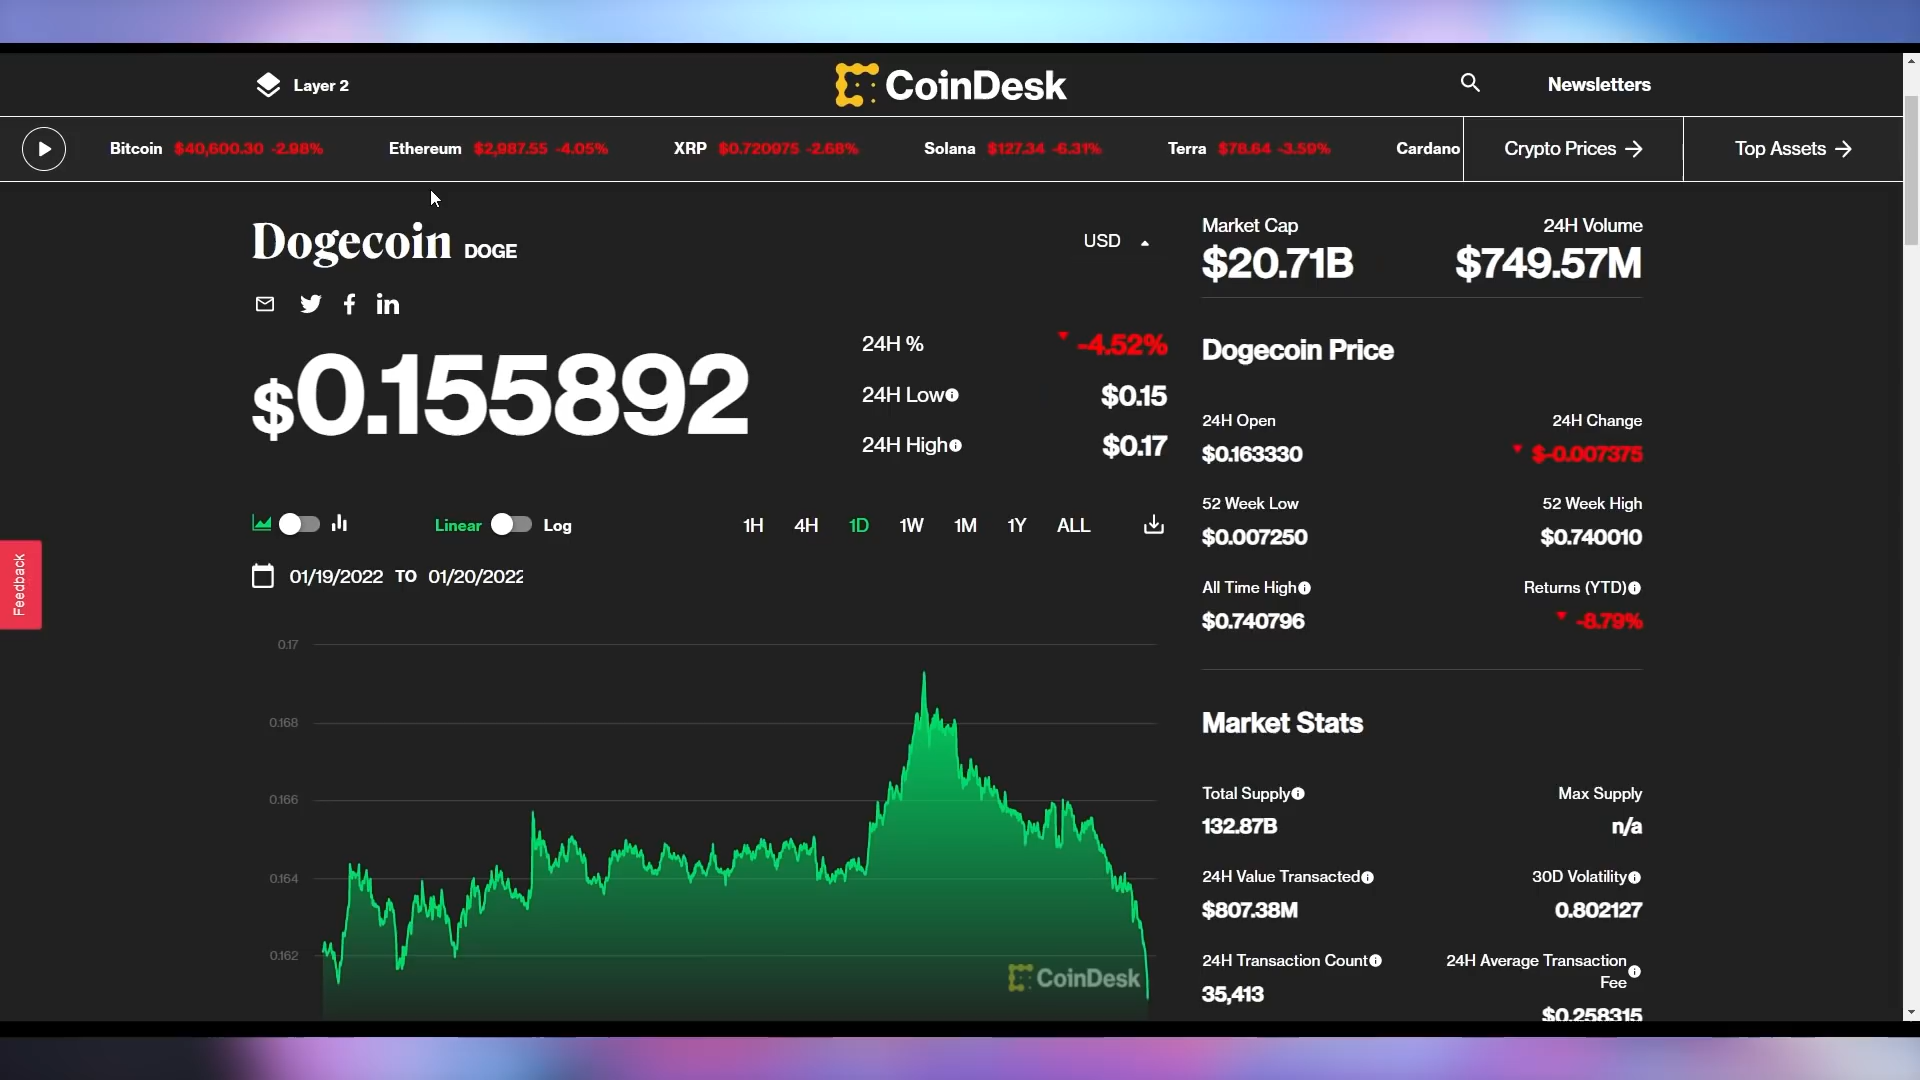 Layer 2
CoinDesk
Newsletters
Bitcoin $40,600.30 -2.98% Ethereum $2,987.55 -4.05% XRP $0.720975 -2.68% Solana $127.34 -6.31% Terra $78.64 -3.59% Cardano
Crypto Prices →
Top Assets →
Dogecoin DOGE
USD
$0.155892
24H % -4.52%
24H Low $0.15
24H High $0.17
Linear Log
1H 4H 1D 1W 1M 1Y ALL
01/19/2022 TO 01/20/2022
Feedback
0.17
0.168
0.166
0.164
0.162
CoinDesk
Market Cap 24H Volume
$20.71B $749.57M
Dogecoin Price
24H Open 24H Change
$0.163330 $-0.007375
52 Week Low 52 Week High
$0.007250 $0.740010
All Time High Returns (YTD)
$0.740796 -8.79%
Market Stats
Total Supply Max Supply
132.87B n/a
24H Value Transacted 30D Volatility
$807.38M 0.802127
24H Transaction Count 24H Average Transaction
Fee
35,413
$0.258315